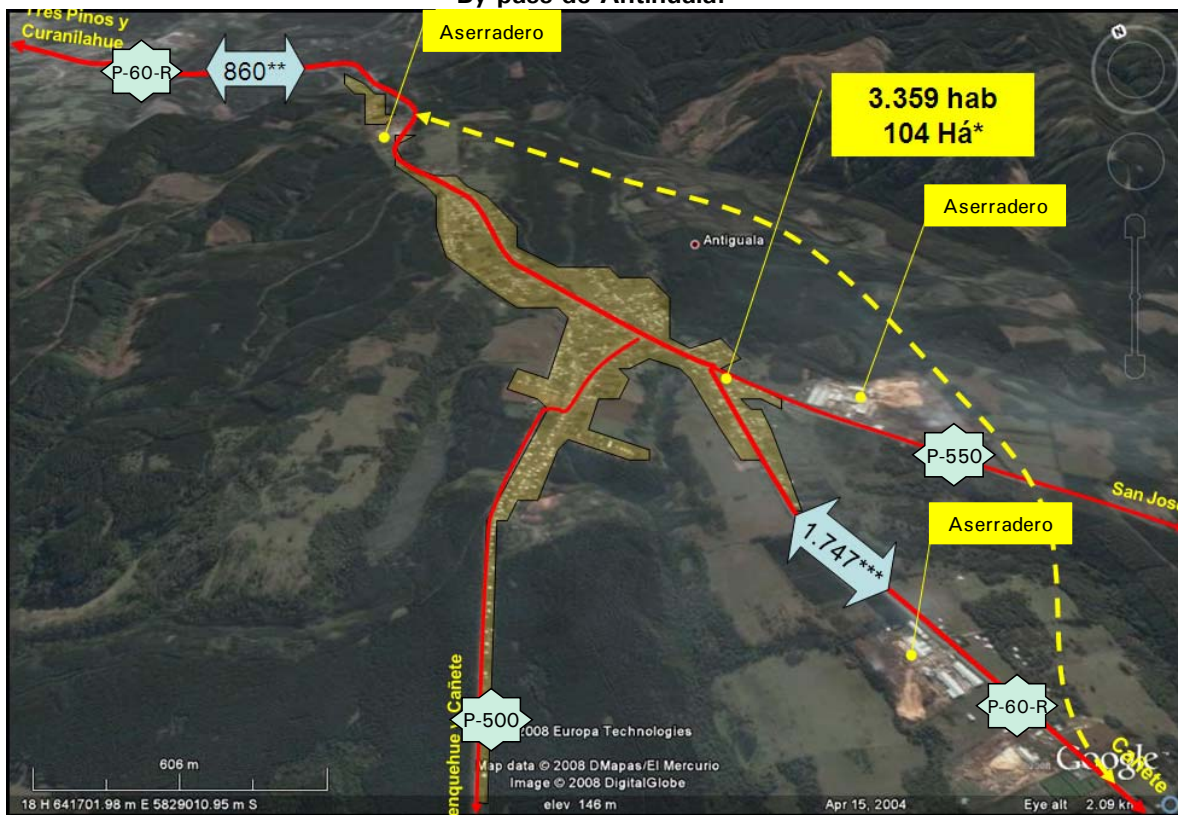 By-pass de Antihuala.
Tres Pinos y
Curanilahue
P-60-R
860**
Aserradero
3.359 hab
104 Há*
Aserradero
Antiguala
P-550
San José
Aserradero
1.747***
P-60-R
P-500
enquehue y Cañete
Cañete
2008 Europa Technologies
Map data © 2008 DMapas/El Mercurio
Image © 2008 DigitalGlobe
Google
606 m
18 H 641701.98 m E 5829010.95 m S
elev 146 m
Apr 15, 2004
Eye alt 2.09 km
N